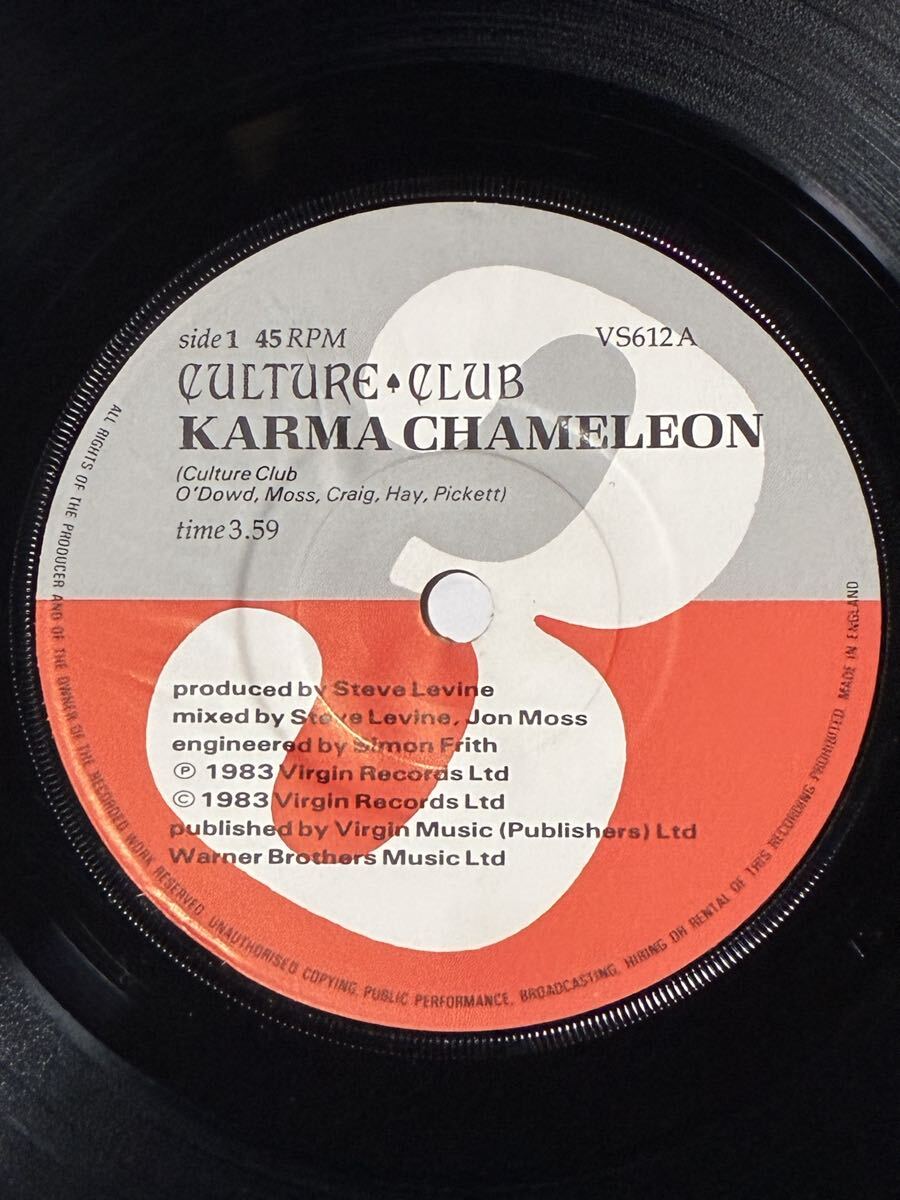 side 1 45 RPM VS612 A
CULTURE♠CLUB
KARMA CHAMELEON
(Culture Club
O'Dowd, Moss, Craig, Hay, Pickett)
time 3.59
produced by Steve Levine
mixed by Steve Levine, Jon Moss
engineered by Simon Frith
℗ 1983 Virgin Records Ltd
© 1983 Virgin Records Ltd
published by Virgin Music (Publishers) Ltd
Warner Brothers Music Ltd
ALL RIGHTS OF THE PRODUCER AND OF THE OWNER OF THE RECORDED WORK RESERVED UNAUTHORISED COPYING, PUBLIC PERFORMANCE, BROADCASTING, HIRING OR RENTAL OF THIS RECORDING PROHIBITED MADE IN ENGLAND